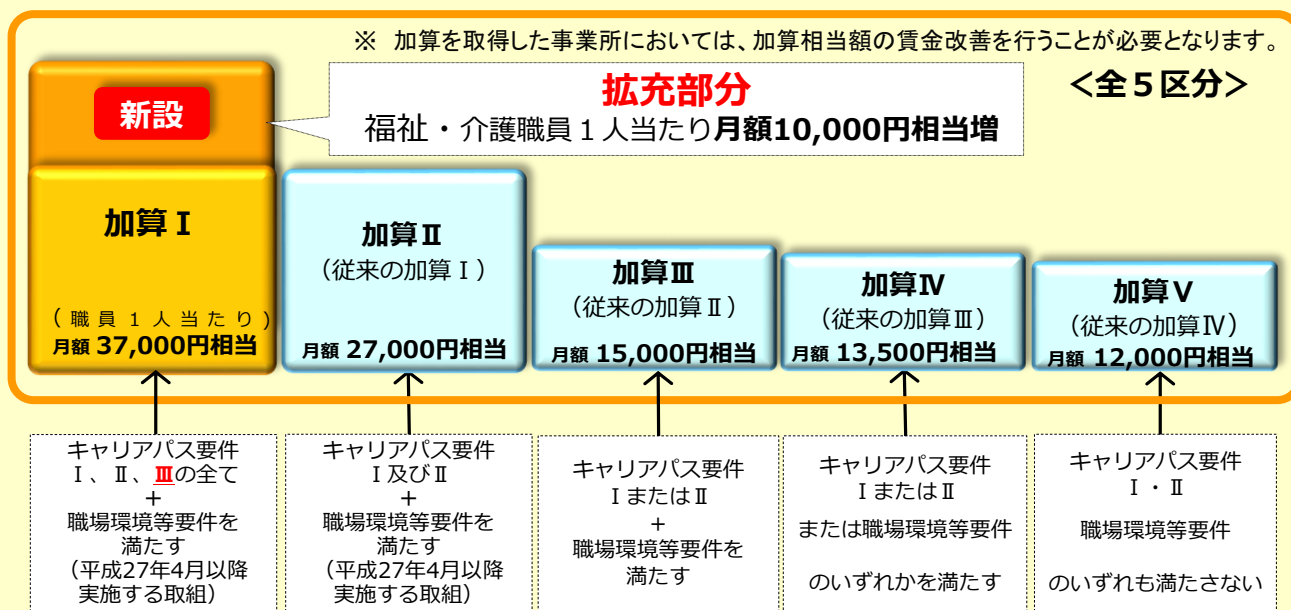 ※ 加算を取得した事業所においては、加算相当額の賃金改善を行うことが必要となります。
<全5区分>
新設
拡充部分
福祉・介護職員1人当たり月額10,000円相当増
加算Ⅰ
(職員1人当たり)
月額 37,000円相当
加算Ⅱ
(従来の加算Ⅰ)
月額 27,000円相当
加算Ⅲ
(従来の加算Ⅱ)
月額 15,000円相当
加算Ⅳ
(従来の加算Ⅲ)
月額 13,500円相当
加算Ⅴ
(従来の加算Ⅳ)
月額 12,000円相当
キャリアパス要件
Ⅰ、Ⅱ、Ⅲの全て
+
職場環境等要件を
満たす
(平成27年4月以降
実施する取組)
キャリアパス要件
Ⅰ及びⅡ
+
職場環境等要件を
満たす
(平成27年4月以降
実施する取組)
キャリアパス要件
ⅠまたはⅡ
+
職場環境等要件を
満たす
キャリアパス要件
ⅠまたはⅡ
または職場環境等要件
のいずれかを満たす
キャリアパス要件
Ⅰ・Ⅱ
職場環境等要件
のいずれも満たさない